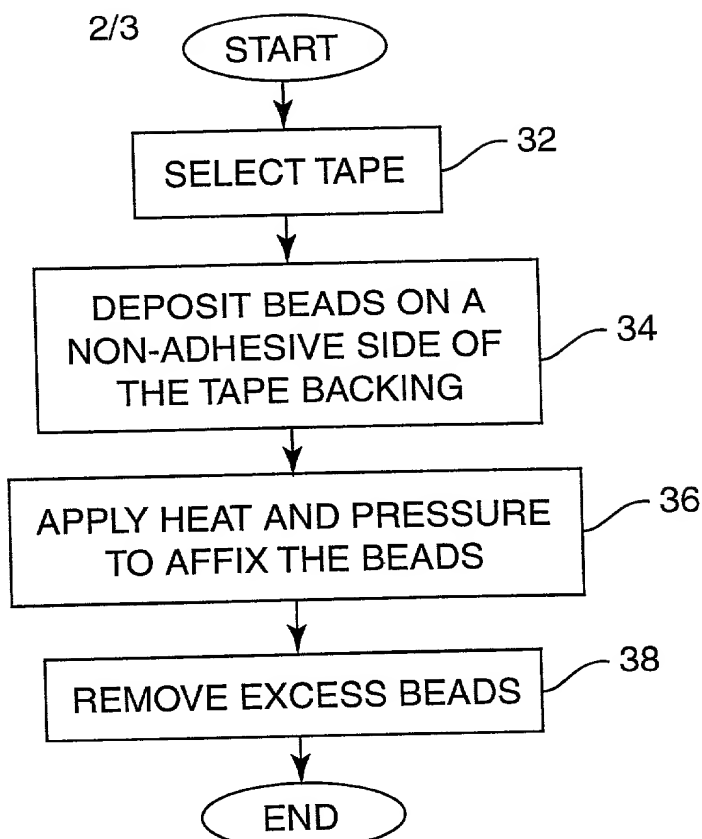 2/3
START
SELECT TAPE
32
DEPOSIT BEADS ON A
NON-ADHESIVE SIDE OF
THE TAPE BACKING
34
APPLY HEAT AND PRESSURE
TO AFFIX THE BEADS
36
REMOVE EXCESS BEADS
38
END